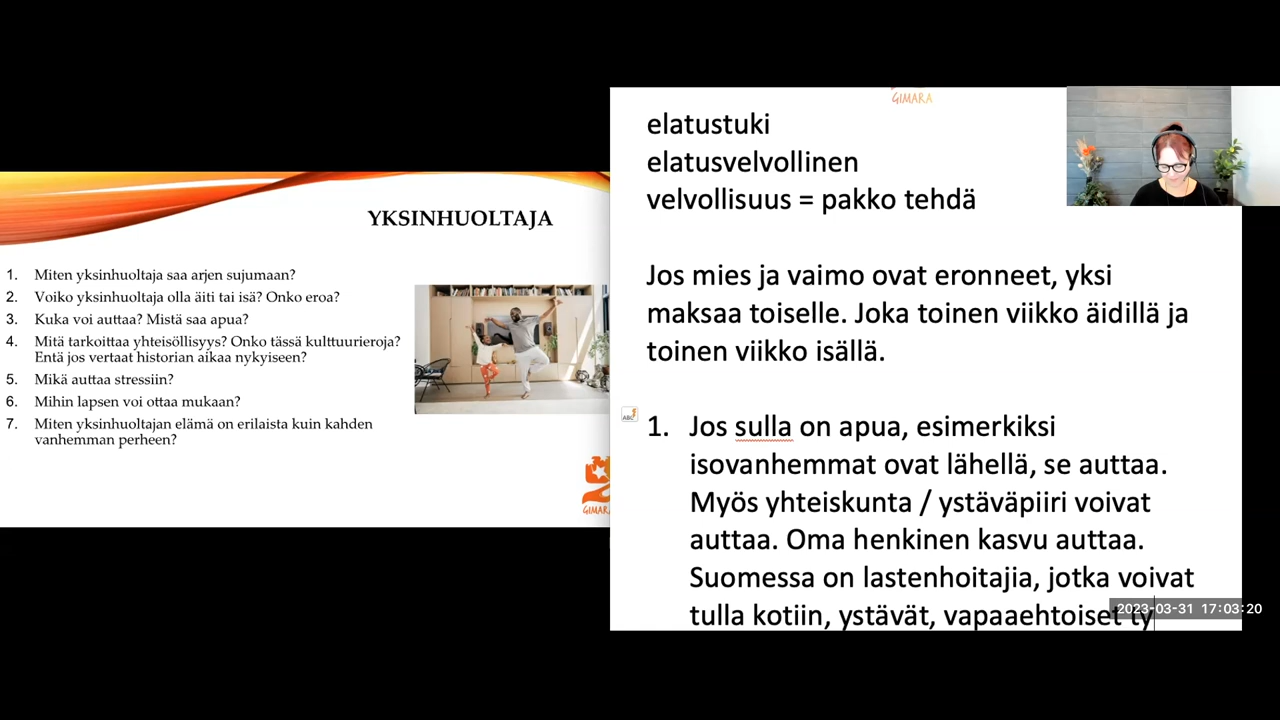 YKSINHUOLTAJA
1. Miten yksinhuoltaja saa arjen sujumaan?
2. Voiko yksinhuoltaja olla äiti tai isä? Onko eroa?
3. Kuka voi auttaa? Mistä saa apua?
4. Mitä tarkoittaa yhteisöllisyys? Onko tässä kulttuurieroja?
Entä jos vertaat historian aikaa nykyiseen?
5. Mikä auttaa stressiin?
6. Mihin lapsen voi ottaa mukaan?
7. Miten yksinhuoltajan elämä on erilaista kuin kahden
vanhemman perheen?
GIMARA
GIMARA
elatustuki
elatusvelvollinen
velvollisuus = pakko tehdä
Jos mies ja vaimo ovat eronneet, yksi
maksaa toiselle. Joka toinen viikko äidillä ja
toinen viikko isällä.
ABC
1. Jos sulla on apua, esimerkiksi
isovanhemmat ovat lähellä, se auttaa.
Myös yhteiskunta / ystäväpiiri voivat
auttaa. Oma henkinen kasvu auttaa.
Suomessa on lastenhoitajia, jotka voivat
tulla kotiin, ystävät, vapaaehtoiset ty
2023-03-31 17:03:20